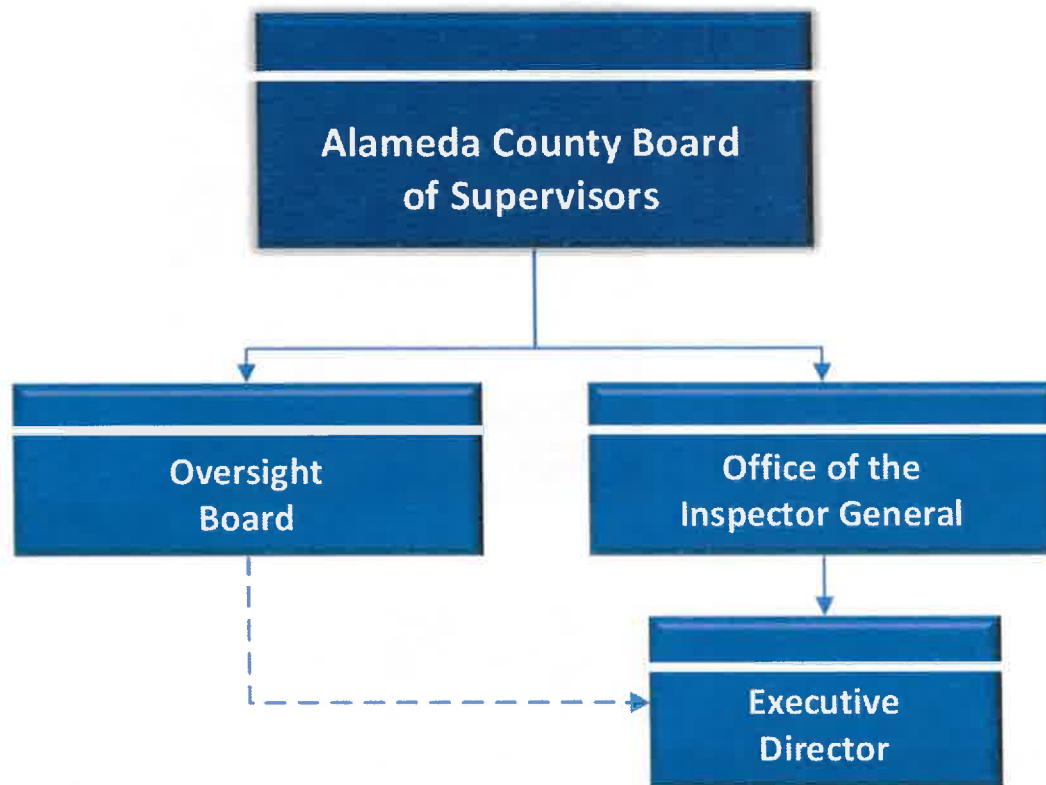 Alameda County Board
of Supervisors
Oversight
Board
Office of the
Inspector General
Executive
Director